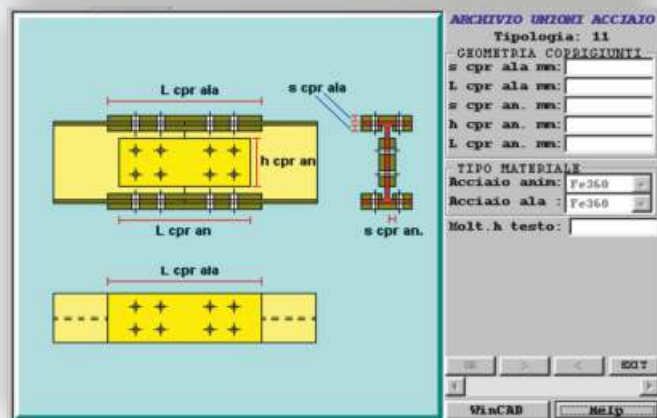 L cpr ala
s cpr ala
h cpr an
L cpr an
s cpr an.
L cpr ala
ARCHIVIO UNIONI ACCIAIO
Tipologia: 11
GEOMETRIA COPRIGIUNTI
s cpr ala mm:
L cpr ala mm:
s cpr an. mm:
h cpr an. mm:
L cpr an. mm:
TIPO MATERIALE
Acciaio anim: Fe360
Acciaio ala : Fe360
Molt.h testo:
OK > < EXIT
WinCAD Help